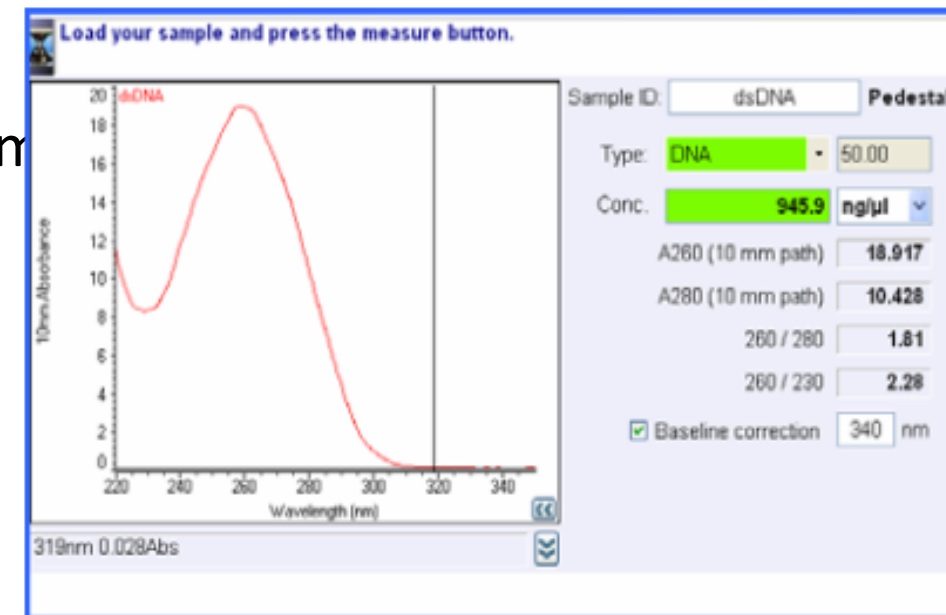 Load your sample and press the measure button.
m
dsDNA
20
18
16
14
12
10
8
6
4
2
0
10mm Absorbance
220 240 260 280 300 320 340
Wavelength (nm)
319nm 0.028Abs
Sample ID: dsDNA Pedestal
Type: DNA 50.00
Conc. 945.9 ng/µl
A260 (10 mm path) 18.917
A280 (10 mm path) 10.428
260 / 280 1.81
260 / 230 2.28
Baseline correction 340 nm